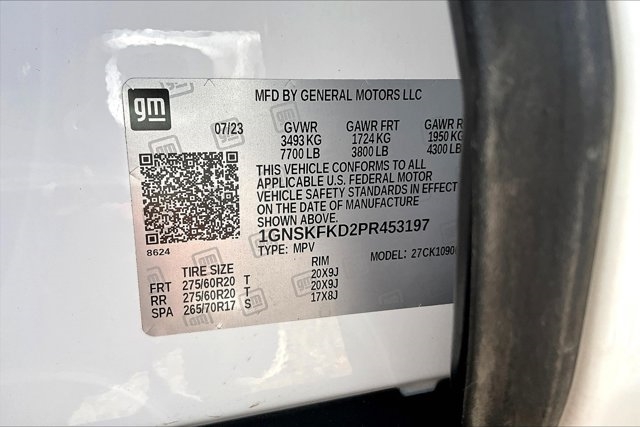 gm
MFD BY GENERAL MOTORS LLC
07/23 GVWR GAWR FRT GAWR R
3493 KG 1724 KG 1950 KG
7700 LB 3800 LB 4300 LB
THIS VEHICLE CONFORMS TO ALL
APPLICABLE U.S. FEDERAL MOTOR
VEHICLE SAFETY STANDARDS IN EFFECT
ON THE DATE OF MANUFACTURE
SHOWN ABOVE.
1GNSKFKD2PR453197
8624
TYPE: MPV MODEL: 27CK1090
TIRE SIZE RIM
FRT 275/60R20 T 20X9J
RR 275/60R20 T 20X9J
SPA 265/70R17 S 17X8J